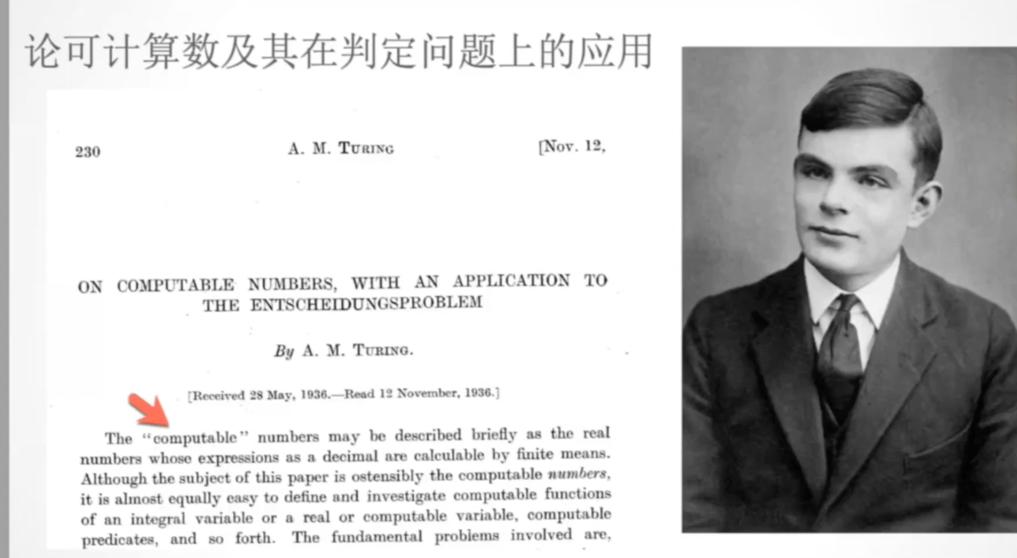 论可计算数及其在判定问题上的应用
230 A. M. TURING [Nov. 12,
ON COMPUTABLE NUMBERS, WITH AN APPLICATION TO
THE ENTSCHEIDUNGSPROBLEM
By A. M. TURING.
[Received 28 May, 1936.—Read 12 November, 1936.]
The “computable” numbers may be described briefly as the real
numbers whose expressions as a decimal are calculable by finite means.
Although the subject of this paper is ostensibly the computable numbers,
it is almost equally easy to define and investigate computable functions
of an integral variable or a real or computable variable, computable
predicates, and so forth. The fundamental problems involved are,